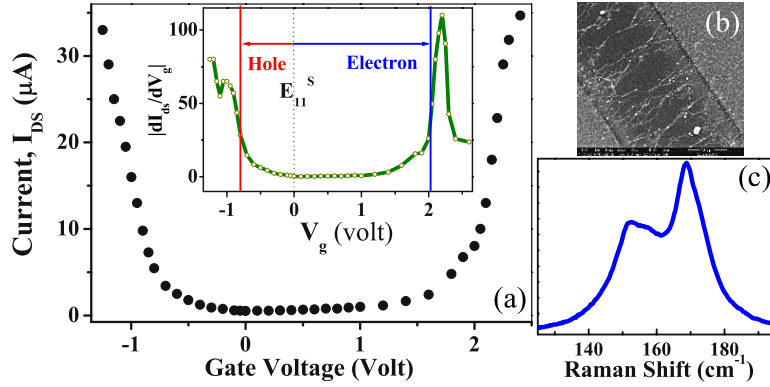 (a)
Current, I_DS (μA)
30
20
10
0
-1
0
1
2
Gate Voltage (Volt)
|dI_ds/dV_g|
100
50
0
-1
0
1
2
V_g (volt)
Hole
Electron
E_11^S
(b)
(c)
140
160
180
Raman Shift (cm⁻¹)